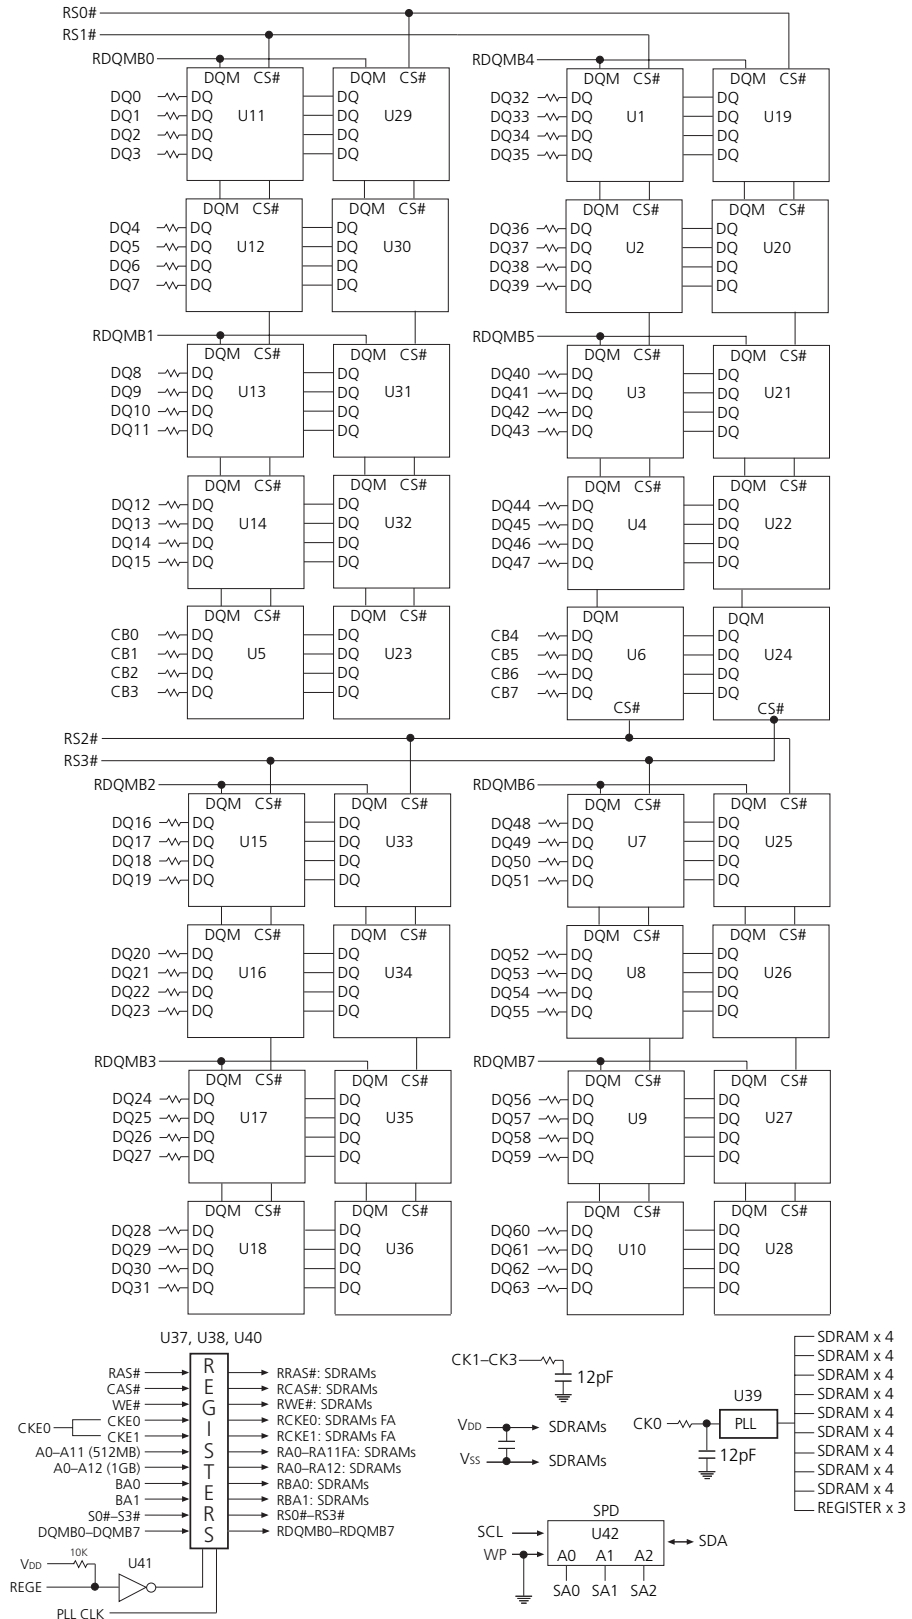 RS0#
RS1#
RDQMB0
RDQMB4
DQM CS#
DQM CS#
DQM CS#
DQM CS#
DQ0 DQ U11 DQ U29
DQ1 DQ DQ
DQ2 DQ DQ
DQ3 DQ DQ
DQ32 DQ U1 DQ U19
DQ33 DQ DQ
DQ34 DQ DQ
DQ35 DQ DQ
DQM CS#
DQM CS#
DQM CS#
DQM CS#
DQ4 DQ U12 DQ U30
DQ5 DQ DQ
DQ6 DQ DQ
DQ7 DQ DQ
DQ36 DQ U2 DQ U20
DQ37 DQ DQ
DQ38 DQ DQ
DQ39 DQ DQ
RDQMB1
RDQMB5
DQM CS#
DQM CS#
DQM CS#
DQM CS#
DQ8 DQ U13 DQ U31
DQ9 DQ DQ
DQ10 DQ DQ
DQ11 DQ DQ
DQ40 DQ U3 DQ U21
DQ41 DQ DQ
DQ42 DQ DQ
DQ43 DQ DQ
DQM CS#
DQM CS#
DQM CS#
DQM CS#
DQ12 DQ U14 DQ U32
DQ13 DQ DQ
DQ14 DQ DQ
DQ15 DQ DQ
DQ44 DQ U4 DQ U22
DQ45 DQ DQ
DQ46 DQ DQ
DQ47 DQ DQ
DQM CS#
DQM CS#
DQM
DQM
CB0 DQ U5 DQ U23
CB1 DQ DQ
CB2 DQ DQ
CB3 DQ DQ
CB4 DQ U6 DQ U24
CB5 DQ DQ
CB6 DQ DQ
CB7 DQ DQ
CS# CS#
RS2#
RS3#
RDQMB2
RDQMB6
DQM CS#
DQM CS#
DQM CS#
DQM CS#
DQ16 DQ U15 DQ U33
DQ17 DQ DQ
DQ18 DQ DQ
DQ19 DQ DQ
DQ48 DQ U7 DQ U25
DQ49 DQ DQ
DQ50 DQ DQ
DQ51 DQ DQ
DQM CS#
DQM CS#
DQM CS#
DQM CS#
DQ20 DQ U16 DQ U34
DQ21 DQ DQ
DQ22 DQ DQ
DQ23 DQ DQ
DQ52 DQ U8 DQ U26
DQ53 DQ DQ
DQ54 DQ DQ
DQ55 DQ DQ
RDQMB3
RDQMB7
DQM CS#
DQM CS#
DQM CS#
DQM CS#
DQ24 DQ U17 DQ U35
DQ25 DQ DQ
DQ26 DQ DQ
DQ27 DQ DQ
DQ56 DQ U9 DQ U27
DQ57 DQ DQ
DQ58 DQ DQ
DQ59 DQ DQ
DQM CS#
DQM CS#
DQM CS#
DQM CS#
DQ28 DQ U18 DQ U36
DQ29 DQ DQ
DQ30 DQ DQ
DQ31 DQ DQ
DQ60 DQ U10 DQ U28
DQ61 DQ DQ
DQ62 DQ DQ
DQ63 DQ DQ
U37, U38, U40
REGISTERS
RAS# RRAS#: SDRAMs
CAS# RCAS#: SDRAMs
WE# RWE#: SDRAMs
CKE0
CKE0 RCKE0: SDRAMs FA
CKE1 RCKE1: SDRAMs FA
A0–A11 (512MB) RA0–RA11FA: SDRAMs
A0–A12 (1GB) RA0–RA12: SDRAMs
BA0 RBA0: SDRAMs
BA1 RBA1: SDRAMs
S0#–S3# RS0#–RS3#
DQMB0–DQMB7 RDQMB0–RDQMB7
VDD 10K U41
REGE
PLL CLK
CK1–CK3
12pF
VDD SDRAMs
VSS SDRAMs
SPD
SCL U42 SDA
WP A0 A1 A2
SA0 SA1 SA2
U39
CK0 PLL
12pF
SDRAM x 4
SDRAM x 4
SDRAM x 4
SDRAM x 4
SDRAM x 4
SDRAM x 4
SDRAM x 4
SDRAM x 4
SDRAM x 4
REGISTER x 3